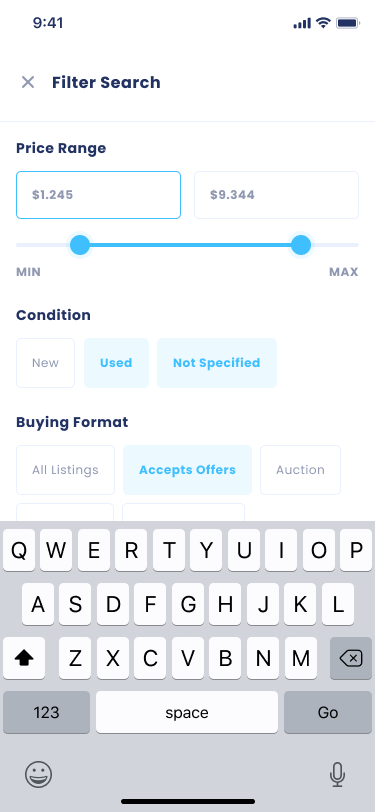 9:41
Filter Search
Price Range
$1.245 $9.344
MIN MAX
Condition
New Used Not Specified
Buying Format
All Listings Accepts Offers Auction
Q W E R T Y U I O P
A S D F G H J K L
Z X C V B N M
123 space Go